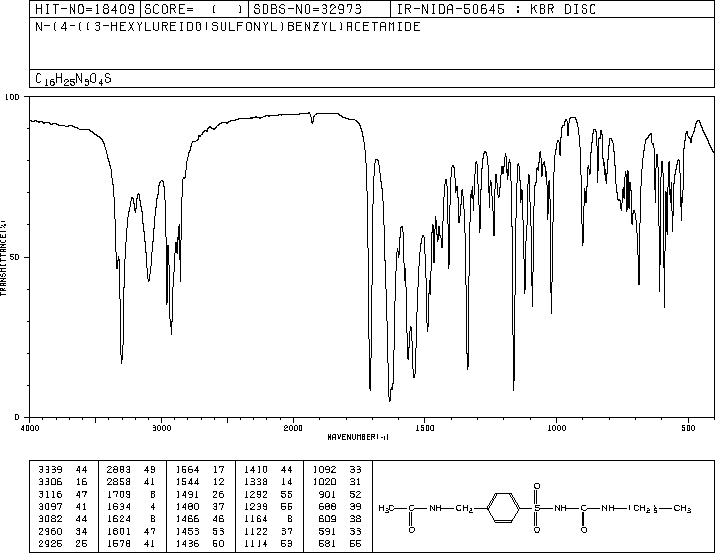 HIT-NO=18409 SCORE= ( ) SDBS-NO=32973 IR-NIDA-50645 : KBR DISC
N-(4-((3-HEXYLUREIDO)SULFONYL)BENZYL)ACETAMIDE
C16H25N3O4S
100
50
0
TRANSMITTANCE(%)
4000 3000 2000 1500 1000 500
WAVENUMBER(-1)
3339 44 2883 49 1564 17 1410 44 1092 33
3306 16 2858 41 1544 12 1338 14 1020 31
3116 47 1709 8 1491 26 1292 55 901 52
3097 41 1634 4 1480 37 1239 55 688 39
3082 44 1624 8 1466 46 1164 8 609 38
2960 34 1601 47 1453 53 1122 37 591 33
2925 25 1578 41 1436 50 1114 59 581 55
O
H3C C NH CH2 S NH C NH (CH2)5 CH3
O O O